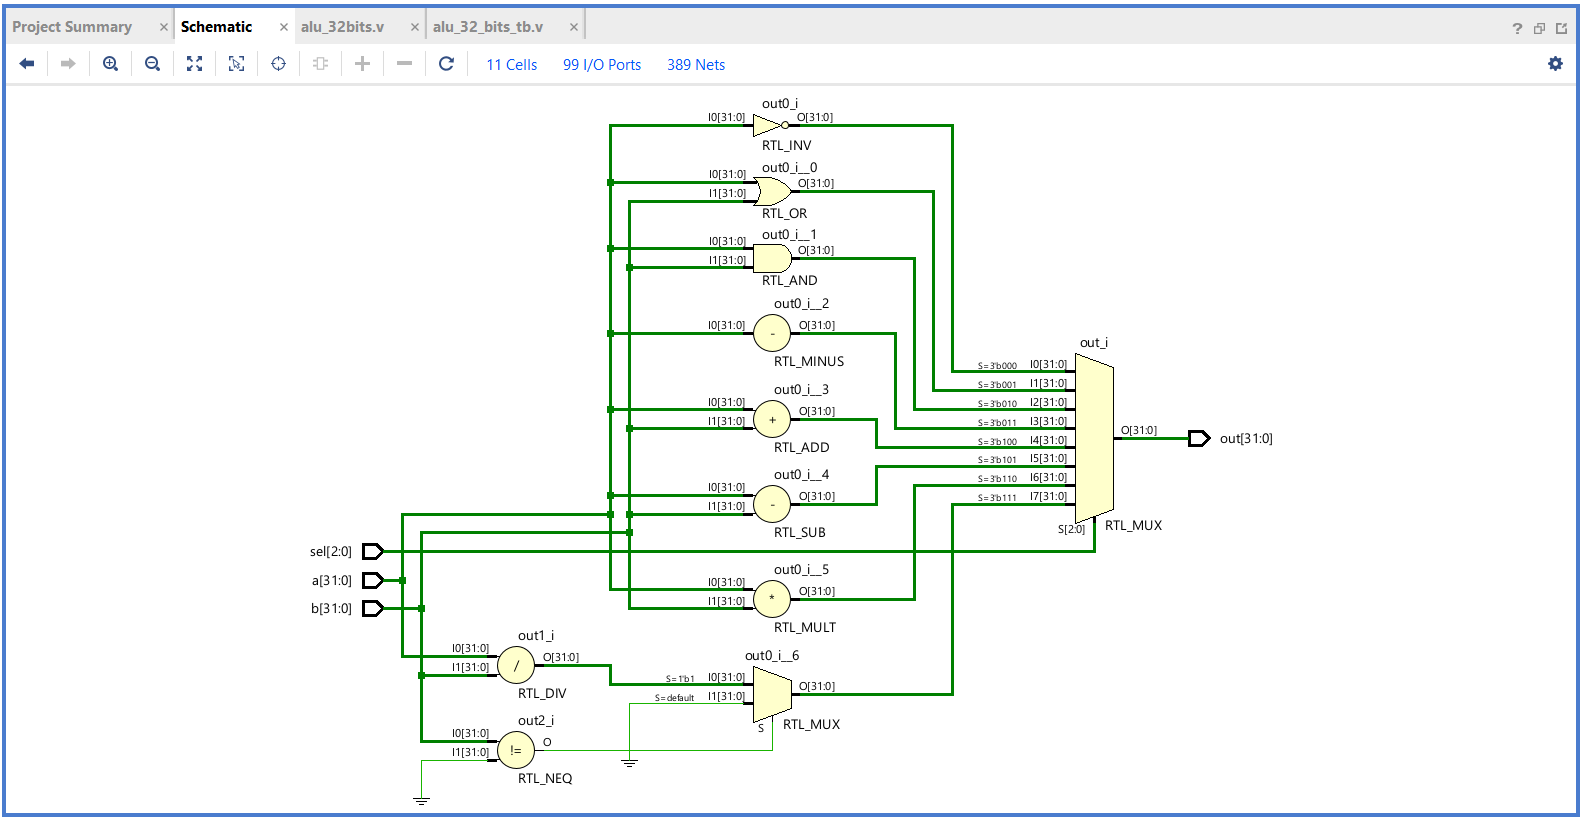 Project Summary × Schematic × alu_32bits.v × alu_32_bits_tb.v × ?
11 Cells 99 I/O Ports 389 Nets
out0_i
I0[31:0] O[31:0]
RTL_INV
out0_i__0
I0[31:0] O[31:0]
I1[31:0]
RTL_OR
out0_i__1
I0[31:0] O[31:0]
I1[31:0]
RTL_AND
out0_i__2
I0[31:0] - O[31:0]
RTL_MINUS
out0_i__3
I0[31:0] O[31:0]
I1[31:0] +
RTL_ADD
out0_i__4
I0[31:0] O[31:0]
I1[31:0] -
RTL_SUB
out0_i__5
I0[31:0] O[31:0]
I1[31:0] *
RTL_MULT
out_i
S=3'b000 I0[31:0]
S=3'b001 I1[31:0]
S=3'b010 I2[31:0]
S=3'b011 I3[31:0]
S=3'b100 I4[31:0]
S=3'b101 I5[31:0]
S=3'b110 I6[31:0]
S=3'b111 I7[31:0]
O[31:0] out[31:0]
S[2:0] RTL_MUX
sel[2:0]
a[31:0]
b[31:0]
out1_i
I0[31:0] O[31:0]
I1[31:0] /
RTL_DIV
out0_i__6
S=1'b1 I0[31:0] O[31:0]
S=default I1[31:0]
S RTL_MUX
out2_i
I0[31:0] O
I1[31:0] !=
RTL_NEQ